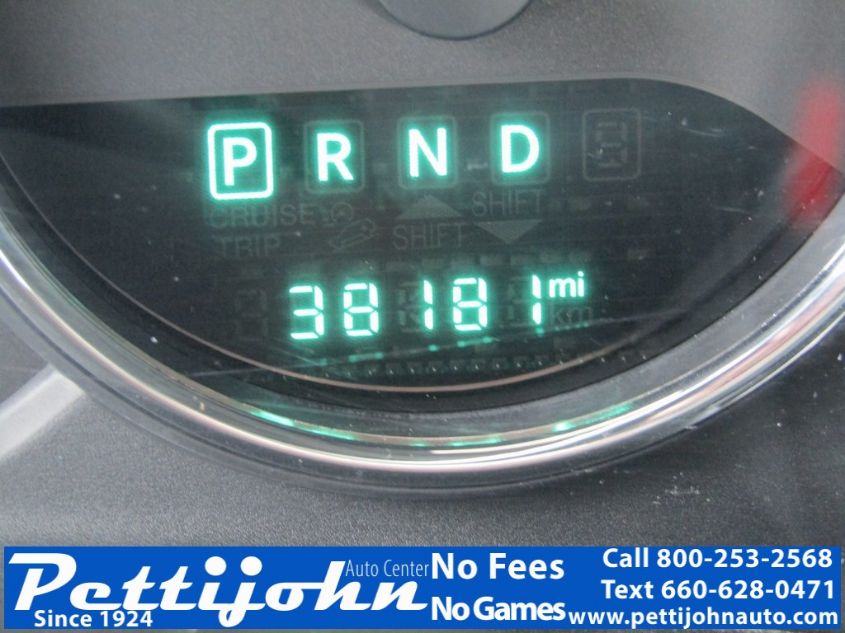 P R N D
CRUISE SHIFT
TRIP SHIFT
38181 mi
km
Pettijohn Auto Center
Since 1924
No Fees
No Games
Call 800-253-2568
Text 660-628-0471
www.pettijohnauto.com